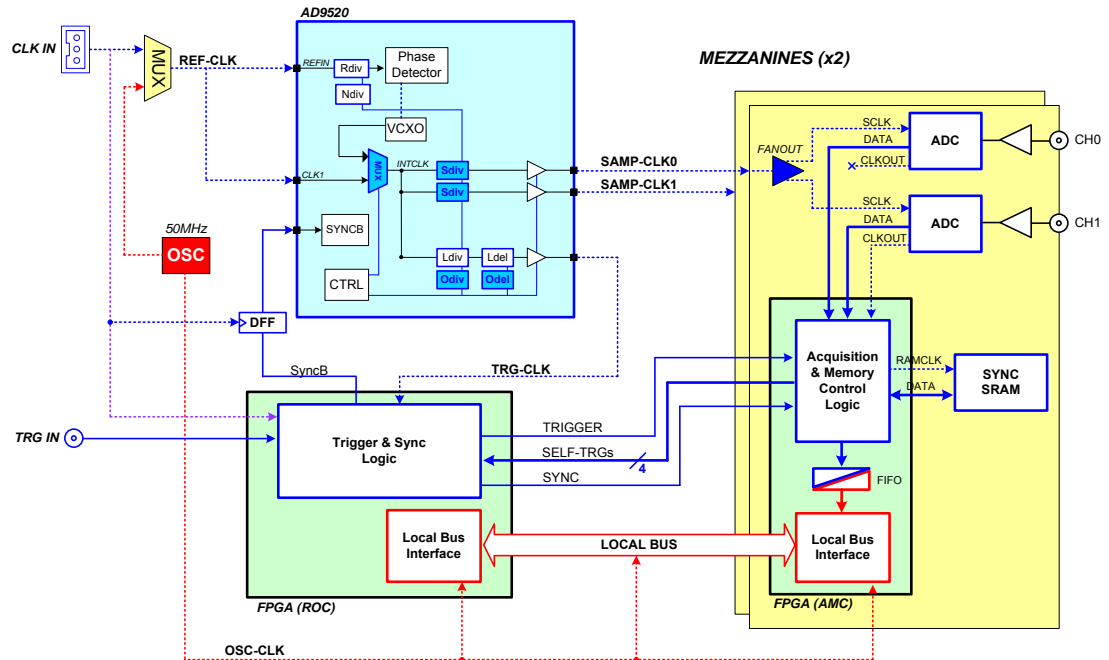 AD9520
CLK IN
MUX
REF-CLK
REFIN
Rdiv
Phase
Detector
Ndiv
VCXO
MUX
INTCLK
CLK1
Sdiv
Sdiv
SYNCB
Ldiv
Ldel
CTRL
Odiv
Odel
SAMP-CLK0
SAMP-CLK1
MEZZANINES (x2)
FANOUT
SCLK
DATA
CLKOUT
ADC
CH0
SCLK
DATA
CLKOUT
ADC
CH1
50MHz
OSC
DFF
SyncB
TRG-CLK
TRG IN
Trigger & Sync
Logic
TRIGGER
SELF-TRGs
4
SYNC
Acquisition
& Memory
Control
Logic
RAMCLK
DATA
SYNC
SRAM
FIFO
Local Bus
Interface
LOCAL BUS
Local Bus
Interface
FPGA (ROC)
FPGA (AMC)
OSC-CLK